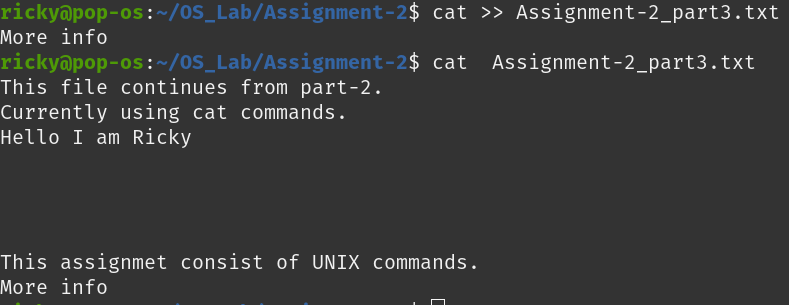 ricky@pop-os:~/OS_Lab/Assignment-2$ cat >> Assignment-2_part3.txt
More info
ricky@pop-os:~/OS_Lab/Assignment-2$ cat  Assignment-2_part3.txt
This file continues from part-2.
Currently using cat commands.
Hello I am Ricky
This assignmet consist of UNIX commands.
More info